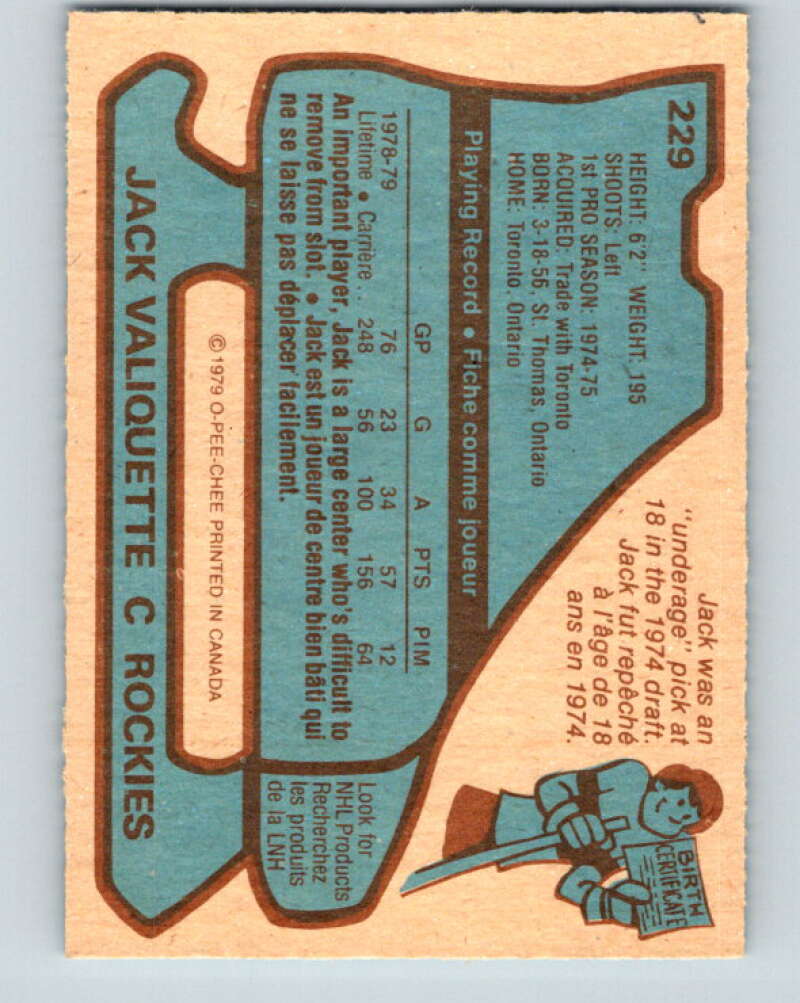 229
HEIGHT: 6'2" WEIGHT: 195
SHOOTS: Left
1st PRO SEASON: 1974-75
ACQUIRED: Trade with Toronto
BORN: 3-18-56 St. Thomas, Ontario
HOME: Toronto, Ontario
Jack was an
"underage" pick at
18 in the 1974 draft.
Jack fut repêché
à l'âge de 18
ans en 1974.
BIRTH
CERTIFICATE
Playing Record • Fiche comme joueur
GP G A PTS PIM
1978-79 76 23 34 57 12
Lifetime • Carrière .. 248 56 100 156 64
An important player, Jack is a large center who's difficult to
remove from slot. • Jack est un joueur de centre bien bâti qui
ne se laisse pas déplacer facilement.
Look for
NHL Products
Recherchez
les produits
de la LNH
© 1979 O-PEE-CHEE PRINTED IN CANADA
JACK VALIQUETTE C ROCKIES